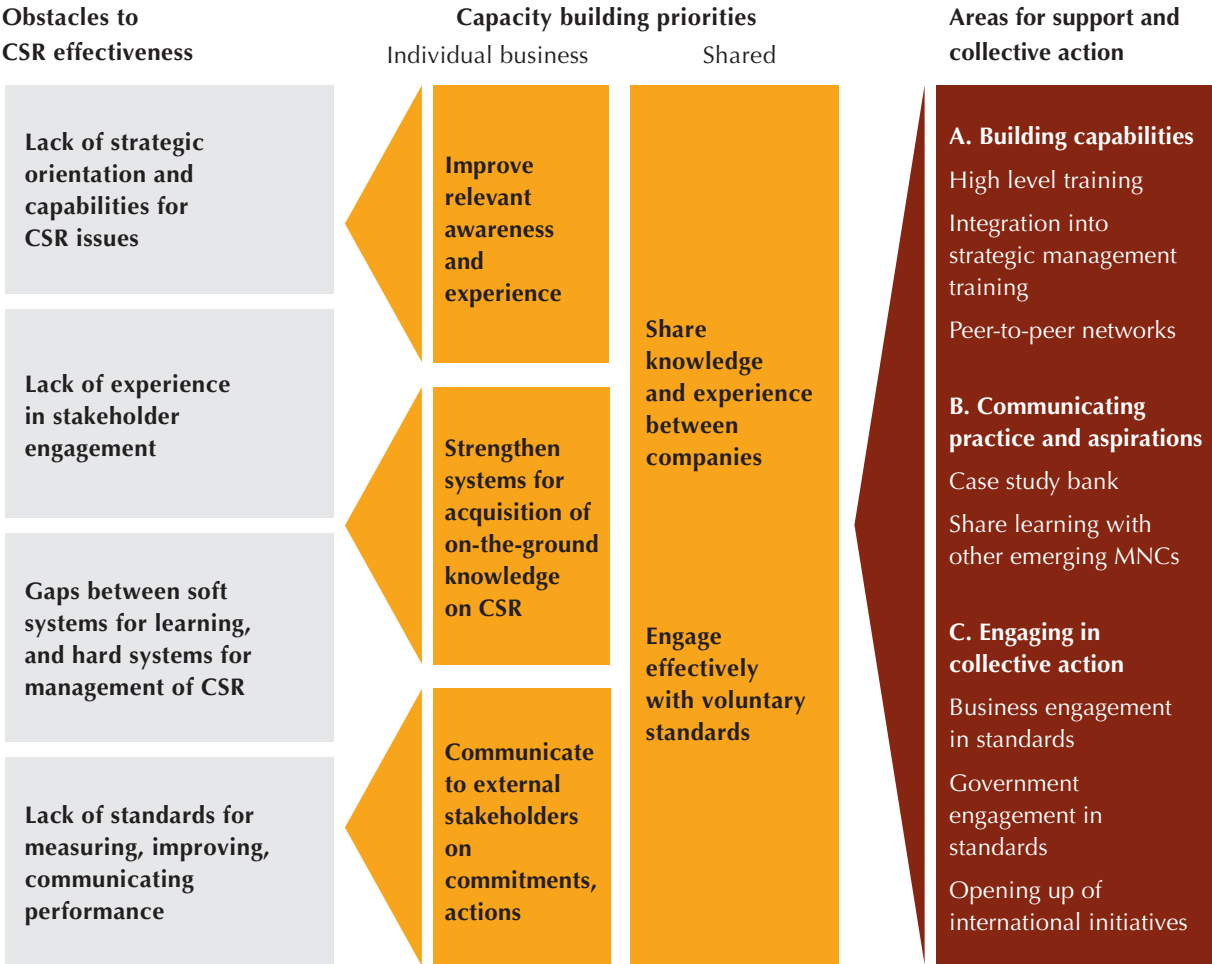 Obstacles to
CSR effectiveness
Capacity building priorities
Individual business
Shared
Areas for support and
collective action
Lack of strategic
orientation and
capabilities for
CSR issues
Lack of experience
in stakeholder
engagement
Gaps between soft
systems for learning,
and hard systems for
management of CSR
Lack of standards for
measuring, improving,
communicating
performance
Improve
relevant
awareness
and
experience
Strengthen
systems for
acquisition of
on-the-ground
knowledge
on CSR
Communicate
to external
stakeholders
on
commitments,
actions
Share
knowledge
and experience
between
companies
Engage
effectively
with voluntary
standards
A. Building capabilities
High level training
Integration into
strategic management
training
Peer-to-peer networks
B. Communicating
practice and aspirations
Case study bank
Share learning with
other emerging MNCs
C. Engaging in
collective action
Business engagement
in standards
Government
engagement in
standards
Opening up of
international initiatives